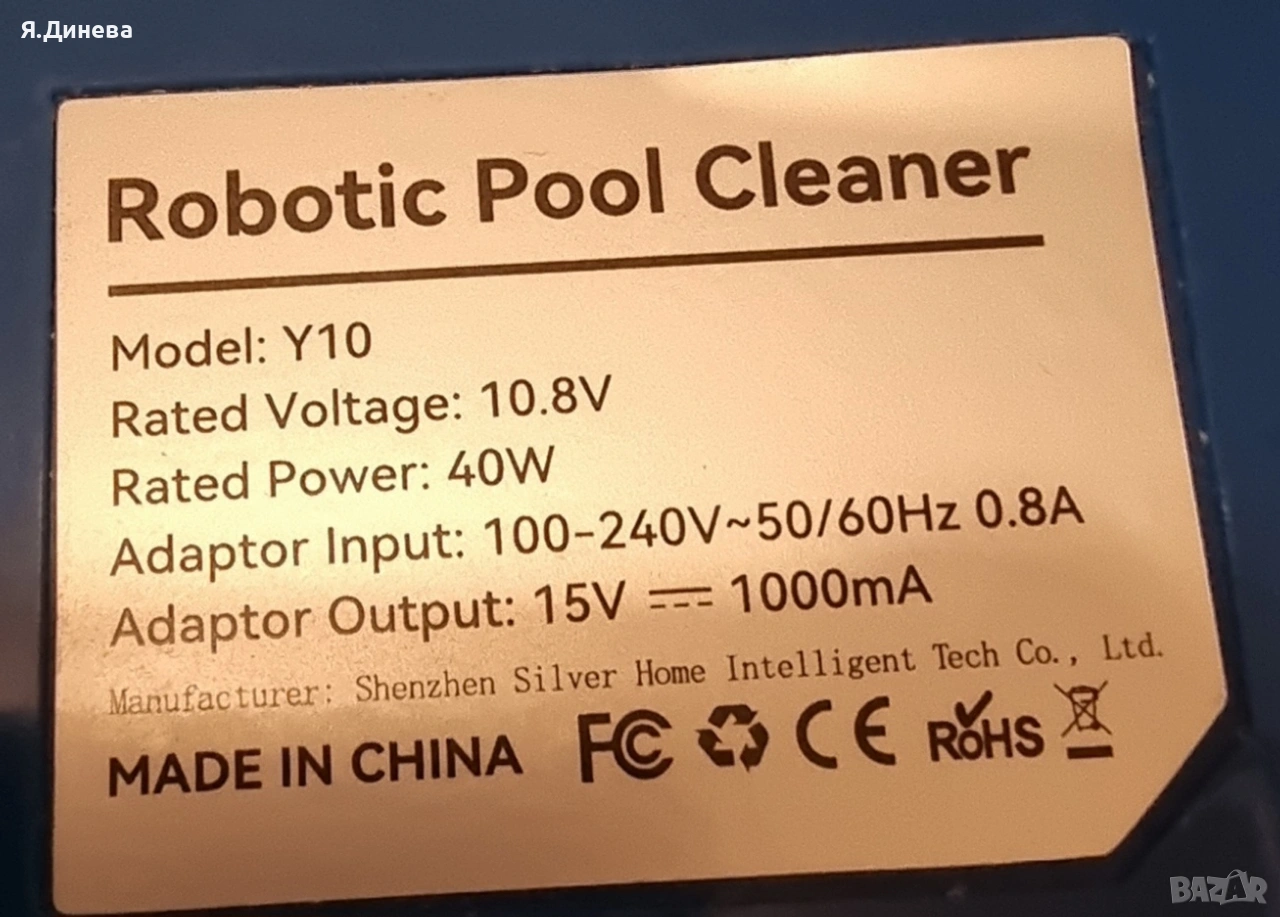 Я.Динева
Robotic Pool Cleaner
Model: Y10
Rated Voltage: 10.8V
Rated Power: 40W
Adaptor Input: 100-240V~50/60Hz 0.8A
Adaptor Output: 15V ⎓ 1000mA
Manufacturer: Shenzhen Silver Home Intelligent Tech Co., Ltd.
MADE IN CHINA FC CE RoHS
BAZAR